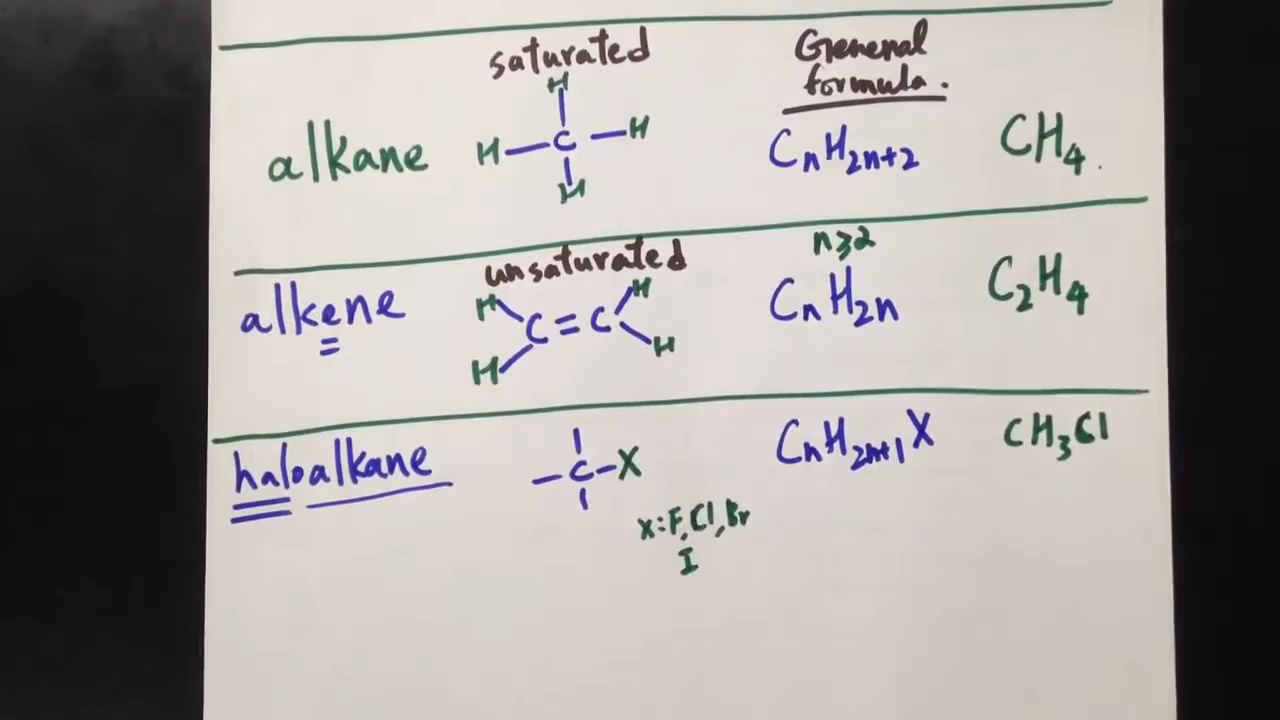 saturated
General
formula.
alkane
H
H-C-H
H
CnH2n+2
CH4.
unsaturated
n≥2
alkene
H H
C=C
H H
CnH2n
C2H4
haloalkane
-C-X
CnH2n+1X
CH3Cl
X:F,Cl,Br
I